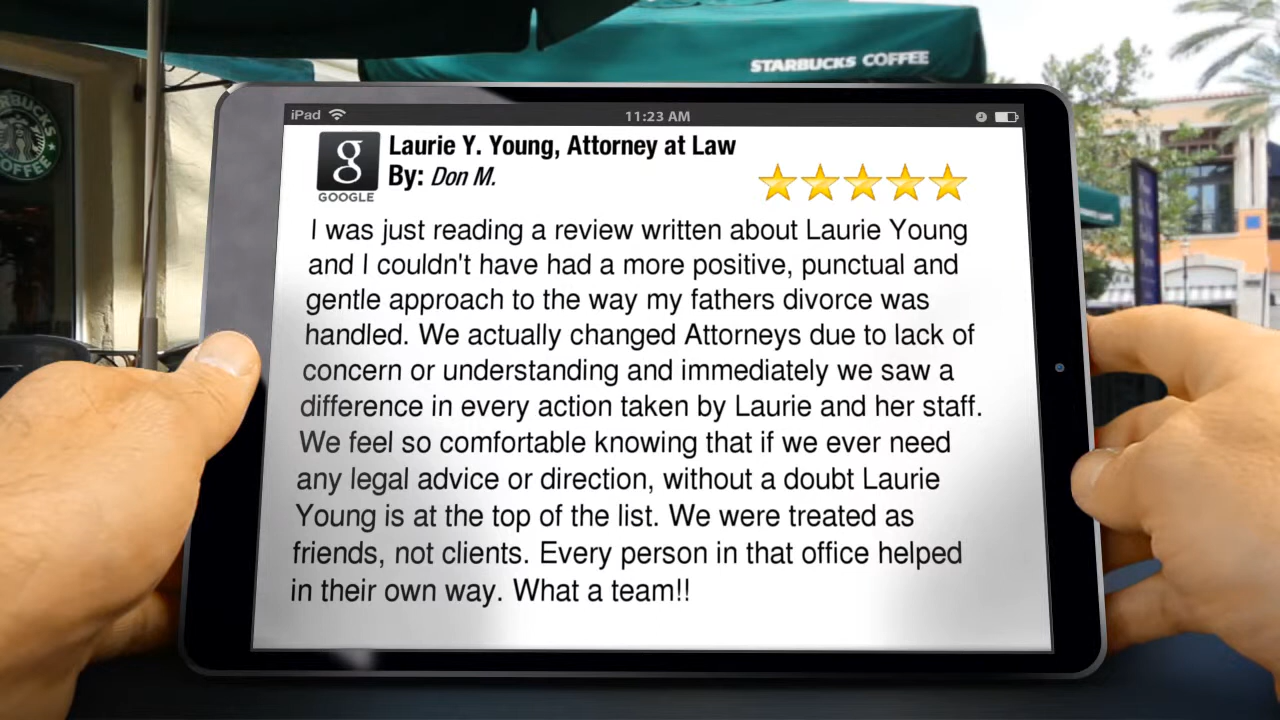 STARBUCKS COFFEE
iPad 11:23 AM
Laurie Y. Young, Attorney at Law
By: Don M.
g
GOOGLE
I was just reading a review written about Laurie Young
and I couldn't have had a more positive, punctual and
gentle approach to the way my fathers divorce was
handled. We actually changed Attorneys due to lack of
concern or understanding and immediately we saw a
difference in every action taken by Laurie and her staff.
We feel so comfortable knowing that if we ever need
any legal advice or direction, without a doubt Laurie
Young is at the top of the list. We were treated as
friends, not clients. Every person in that office helped
in their own way. What a team!!